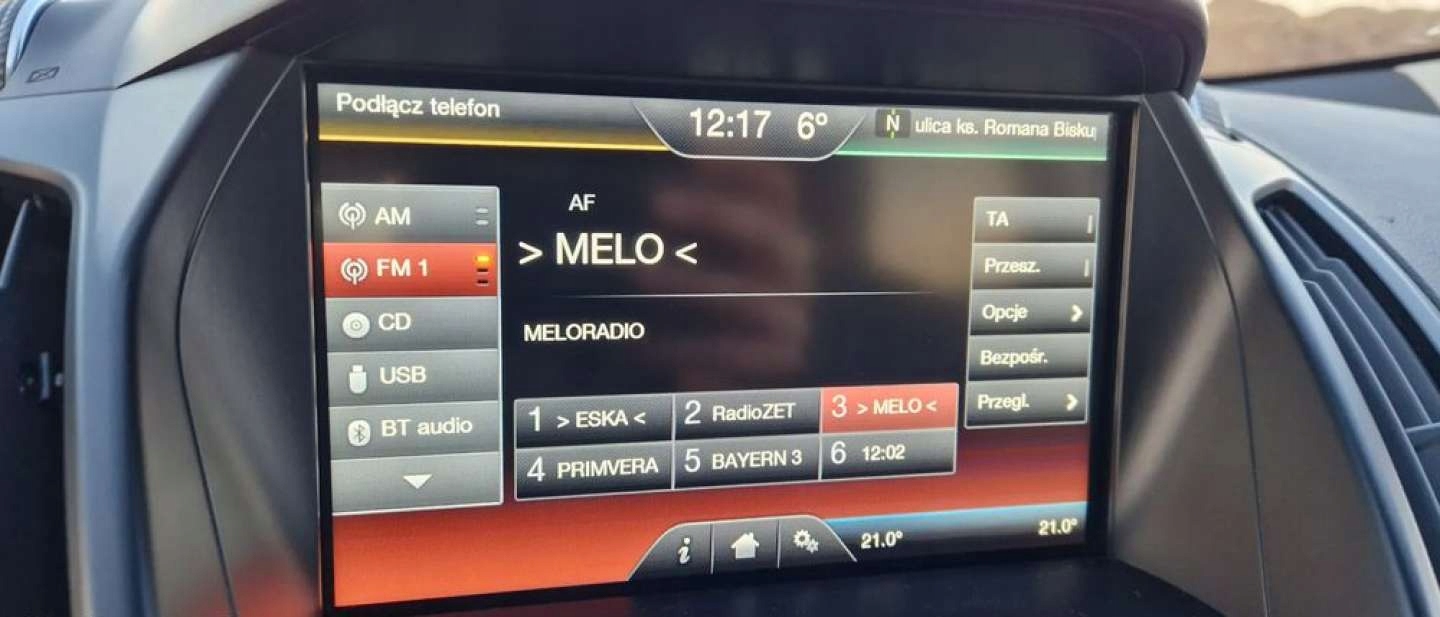 Podłącz telefon
12:17 6°
N ulica ks. Romana Bisku
AM
FM 1
CD
USB
BT audio
AF
> MELO <
MELORADIO
1 > ESKA < 2 RadioZET 3 > MELO <
4 PRIMVERA 5 BAYERN 3 6 12:02
TA
Przesz.
Opcje >
Bezpośr.
Przegl. >
i
21.0° 21.0°